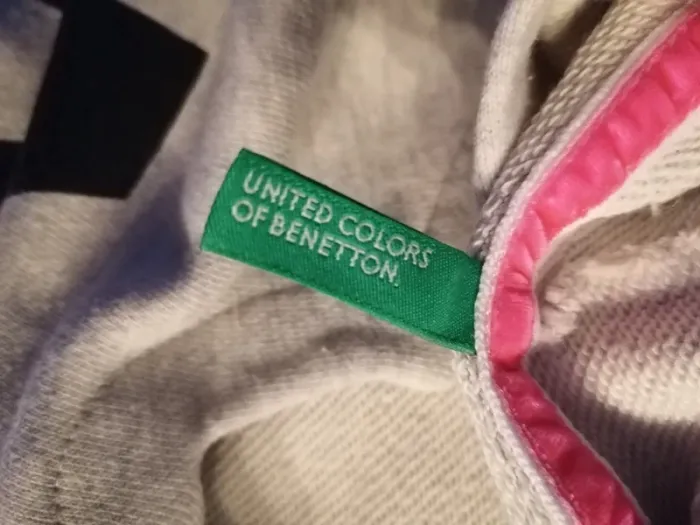 UNITED COLORS
OF BENETTON.